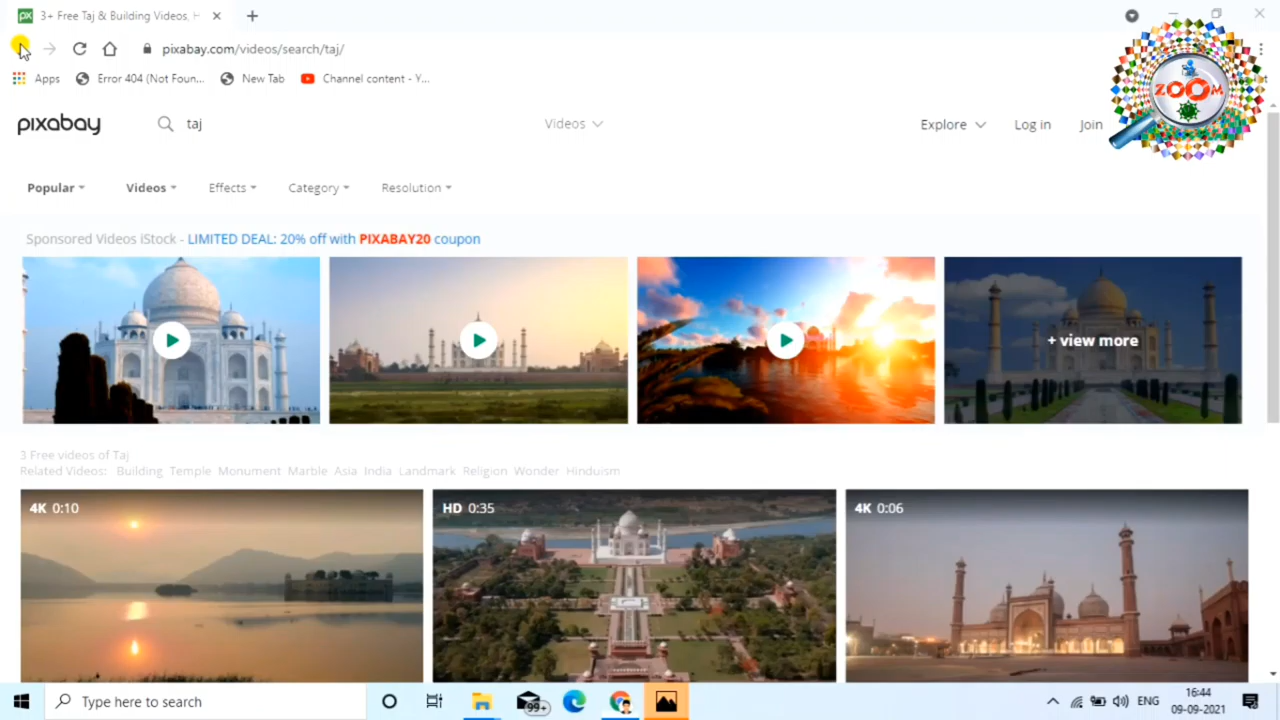 3+ Free Taj & Building Videos, H
pixabay.com/videos/search/taj/
Apps
Error 404 (Not Foun...
New Tab
Channel content - Y...
ZOOM
pixabay
taj
Videos
Explore
Log in
Join
Popular
Videos
Effects
Category
Resolution
Sponsored Videos iStock - LIMITED DEAL: 20% off with PIXABAY20 coupon
+ view more
3 Free videos of Taj
Related Videos: Building Temple Monument Marble Asia India Landmark Religion Wonder Hinduism
4K 0:10
HD 0:35
4K 0:06
Type here to search
99+
ENG
16:44
09-09-2021